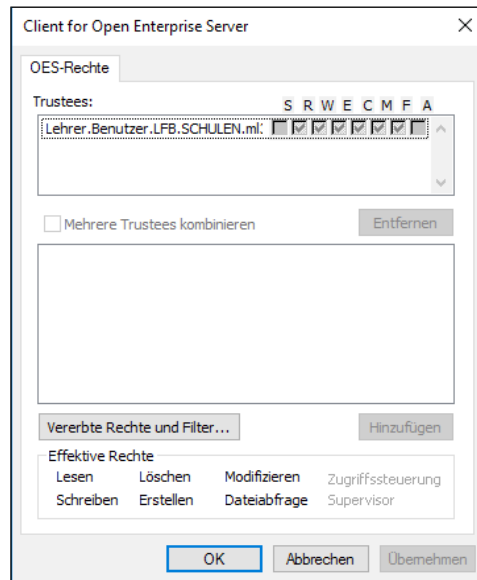 Client for Open Enterprise Server
OES-Rechte
Trustees: S R W E C M F A
Lehrer.Benutzer.LFB.SCHULEN.ml
Mehrere Trustees kombinieren Entfernen
Vererbte Rechte und Filter... Hinzufügen
Effektive Rechte
Lesen Löschen Modifizieren Zugriffssteuerung
Schreiben Erstellen Dateiabfrage Supervisor
OK Abbrechen Übernehmen